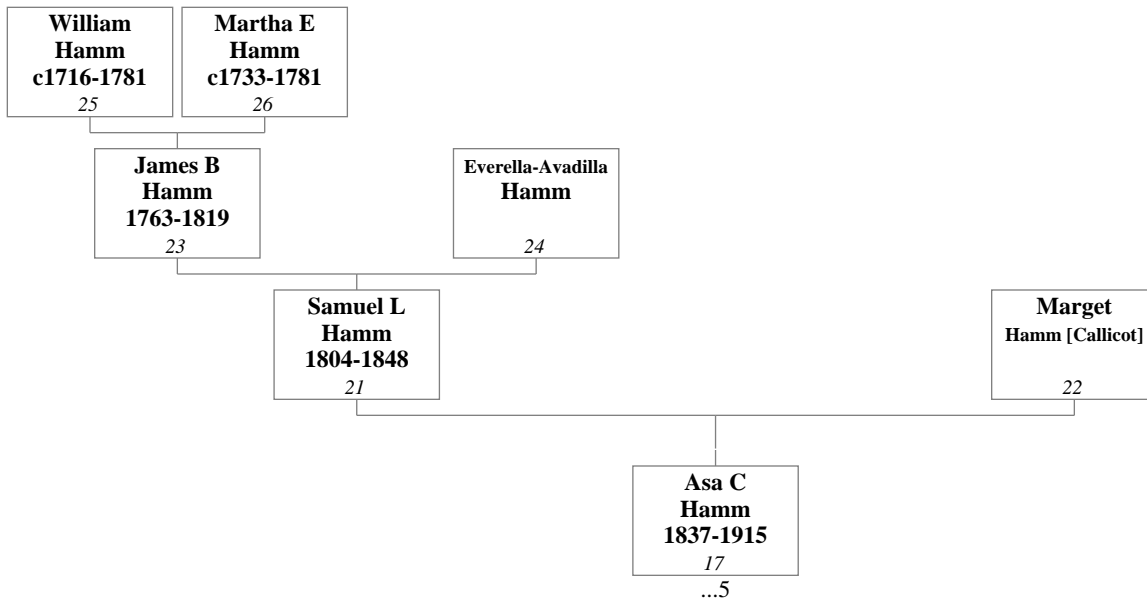 William
Hamm
c1716-1781
25
Martha E
Hamm
c1733-1781
26
James B
Hamm
1763-1819
23
Everella-Avadilla
Hamm
24
Samuel L
Hamm
1804-1848
21
Marget
Hamm [Callicot]
22
Asa C
Hamm
1837-1915
17
...5